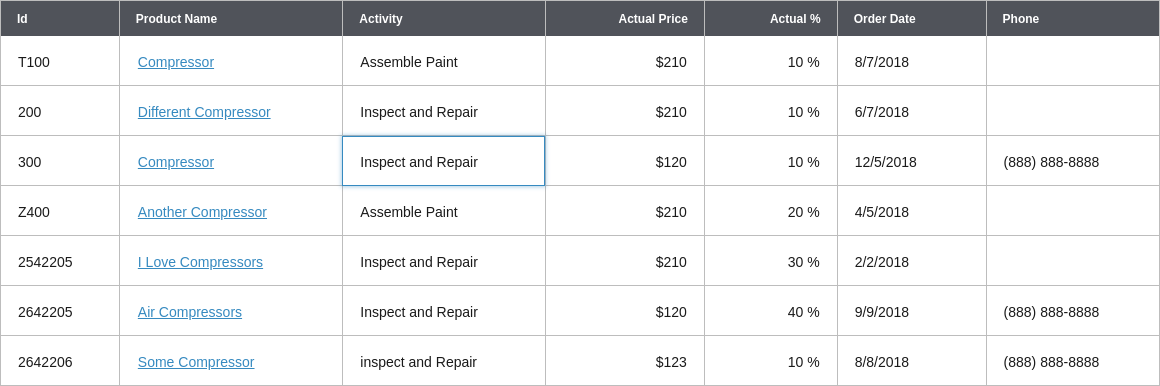 Id Product Name Activity Actual Price Actual % Order Date Phone
T100 Compressor Assemble Paint $210 10 % 8/7/2018
200 Different Compressor Inspect and Repair $210 10 % 6/7/2018
300 Compressor Inspect and Repair $120 10 % 12/5/2018 (888) 888-8888
Z400 Another Compressor Assemble Paint $210 20 % 4/5/2018
2542205 I Love Compressors Inspect and Repair $210 30 % 2/2/2018
2642205 Air Compressors Inspect and Repair $120 40 % 9/9/2018 (888) 888-8888
2642206 Some Compressor inspect and Repair $123 10 % 8/8/2018 (888) 888-8888